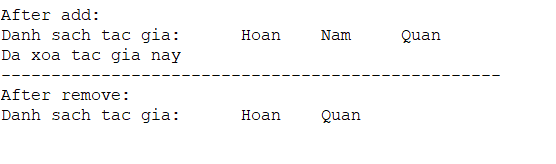 After add:
Danh sach tac gia:      Hoan    Nam     Quan
Da xoa tac gia nay
--------------------------------------------------
After remove:
Danh sach tac gia:      Hoan    Quan